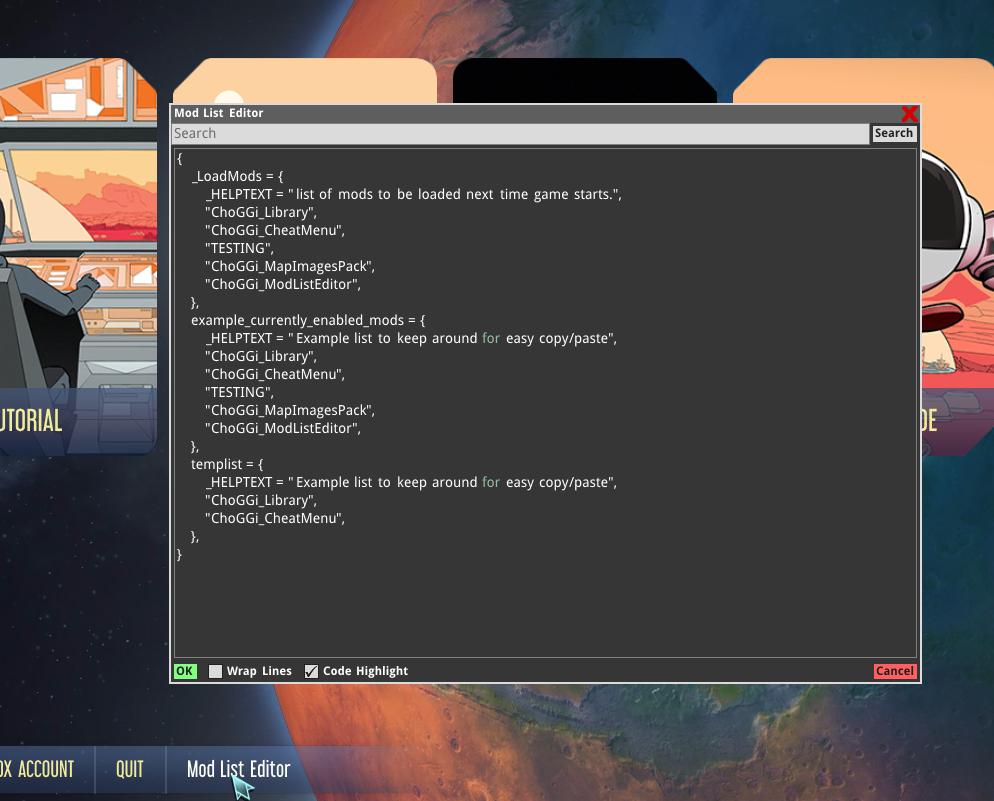 Mod List Editor
Search
Search
{
_LoadMods = {
_HELPTEXT = "list of mods to be loaded next time game starts.",
"ChoGGi_Library",
"ChoGGi_CheatMenu",
"TESTING",
"ChoGGi_MapImagesPack",
"ChoGGi_ModListEditor",
},
example_currently_enabled_mods = {
_HELPTEXT = "Example list to keep around for easy copy/paste",
"ChoGGi_Library",
"ChoGGi_CheatMenu",
"TESTING",
"ChoGGi_MapImagesPack",
"ChoGGi_ModListEditor",
},
templist = {
_HELPTEXT = "Example list to keep around for easy copy/paste",
"ChoGGi_Library",
"ChoGGi_CheatMenu",
},
}
UTORIAL
DE
OK
Wrap Lines
Code Highlight
Cancel
OX ACCOUNT
QUIT
Mod List Editor